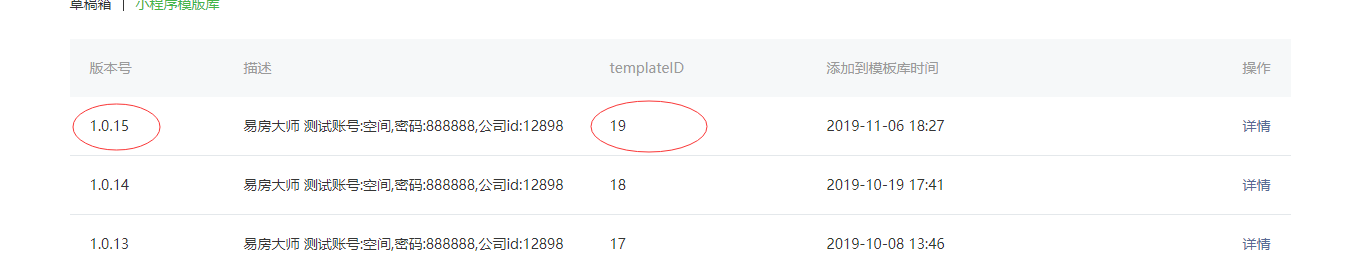 草稿箱 | 小程序模版库
版本号 描述 templateID 添加到模板库时间 操作
1.0.15 易房大师 测试账号:空间,密码:888888,公司id:12898 19 2019-11-06 18:27 详情
1.0.14 易房大师 测试账号:空间,密码:888888,公司id:12898 18 2019-10-19 17:41 详情
1.0.13 易房大师 测试账号:空间,密码:888888,公司id:12898 17 2019-10-08 13:46 详情